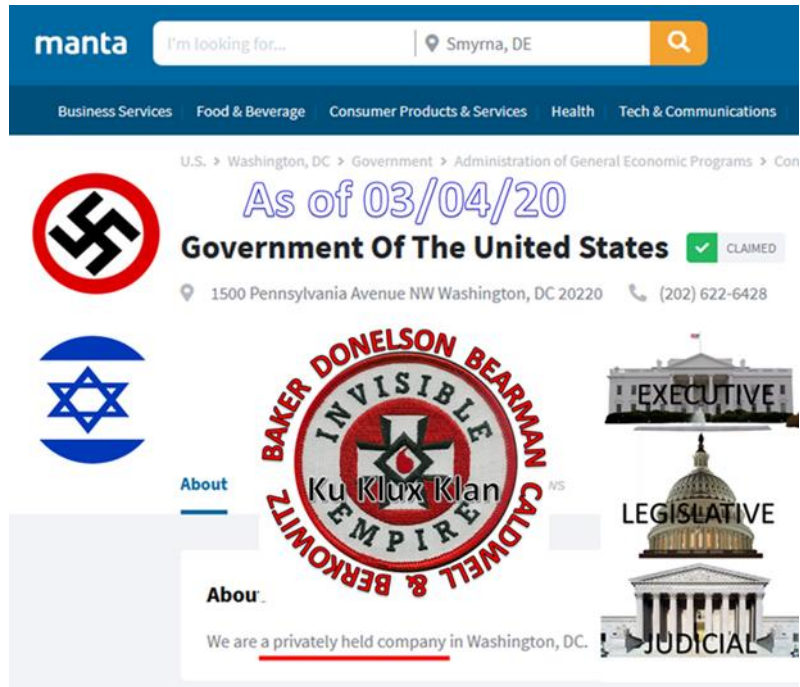 manta
I'm looking for...
Smyrna, DE
Business Services Food & Beverage Consumer Products & Services Health Tech & Communications
U.S. > Washington, DC > Government > Administration of General Economic Programs >
As of 03/04/20
Government Of The United States
CLAIMED
1500 Pennsylvania Avenue NW Washington, DC 20220 (202) 622-6428
BAKER DONELSON BEARMAN CALDWELL & BERKOWITZ
INVISIBLE
Ku Klux Klan
EMPIRE
EXECUTIVE
LEGISLATIVE
JUDICIAL
About
We are a privately held company in Washington, DC.